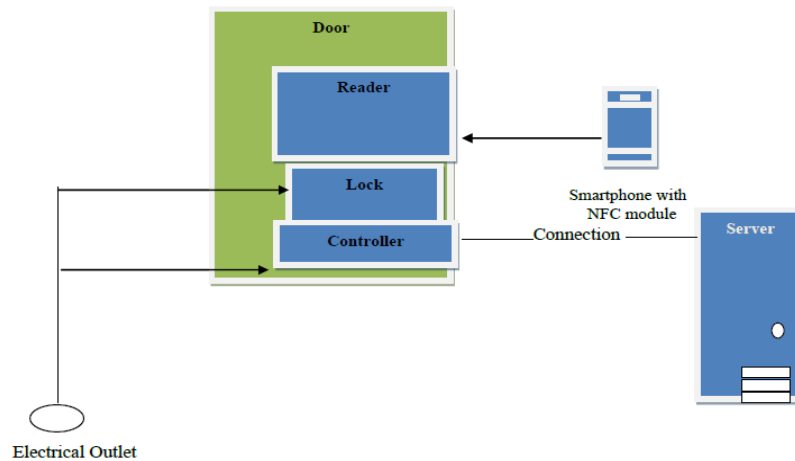 Door
Reader
Lock
Smartphone with
NFC module
Controller
Connection
Server
Electrical Outlet